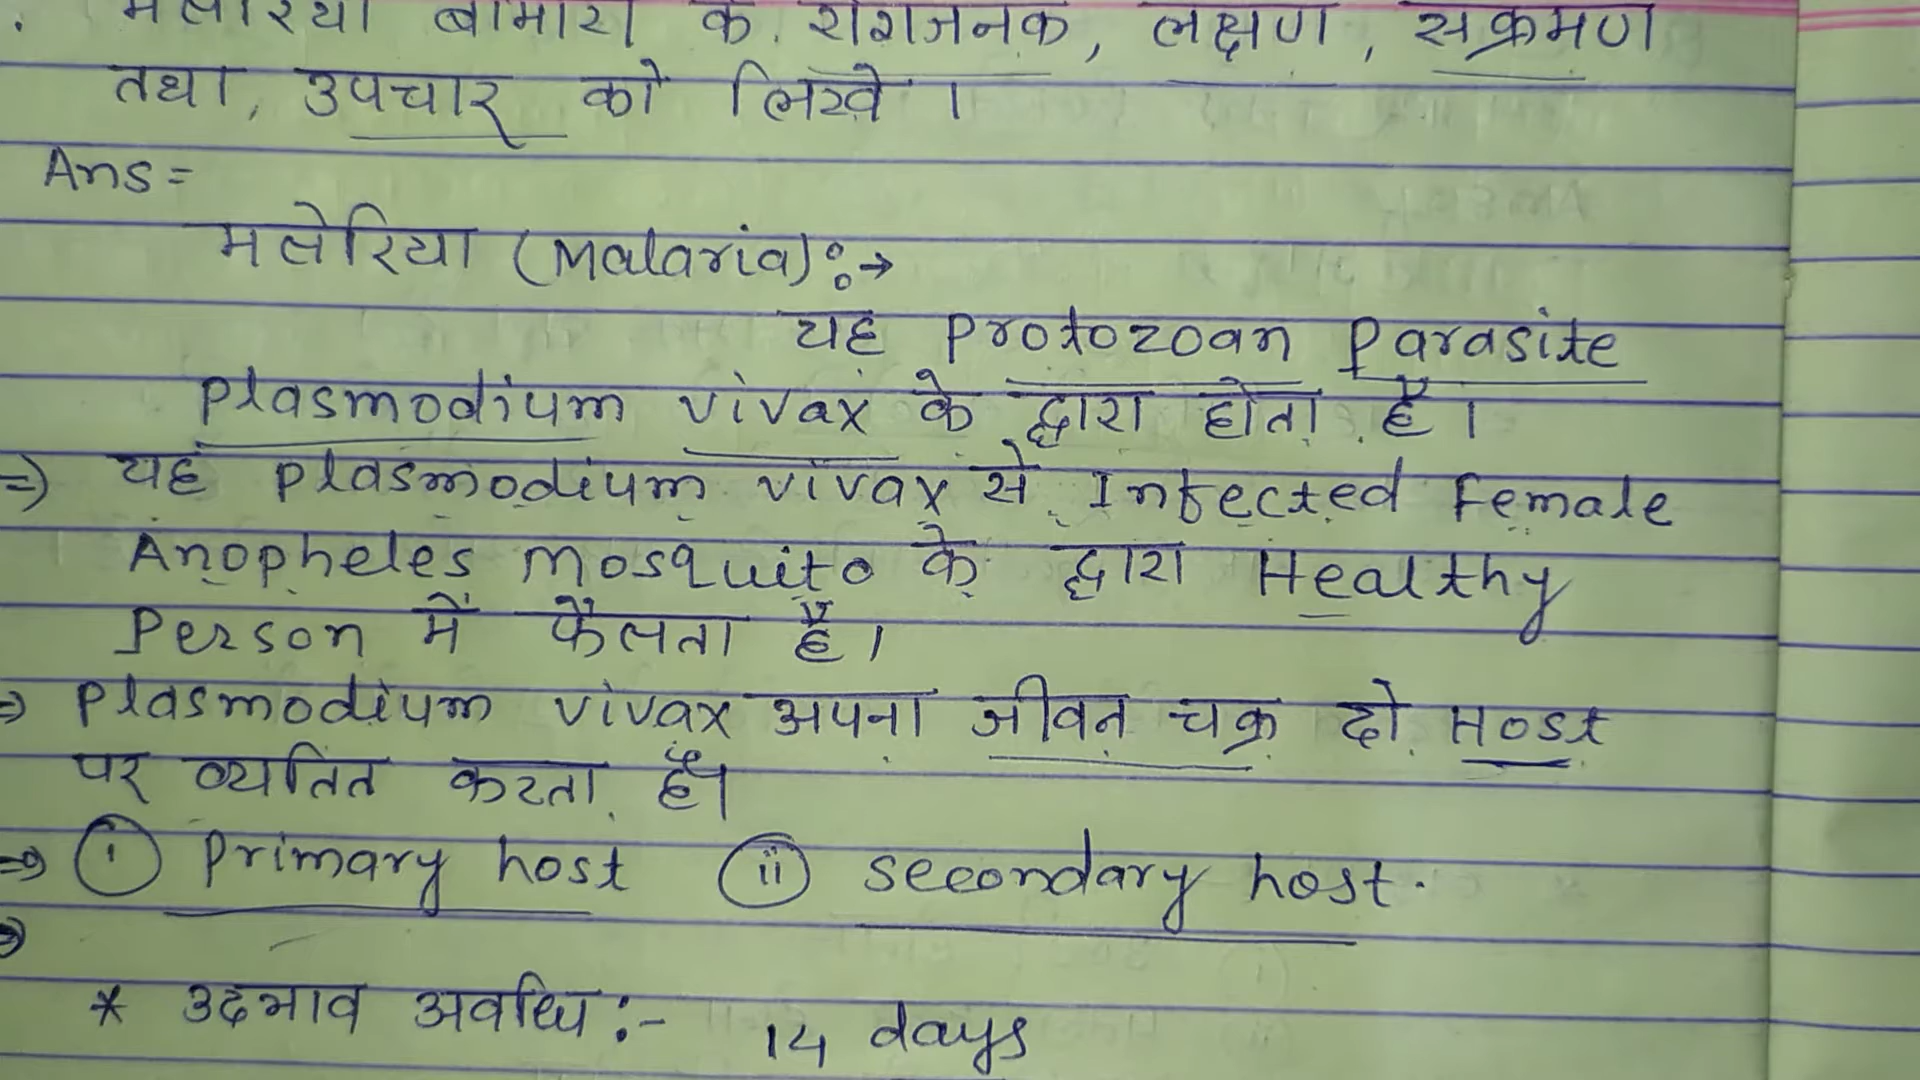 . मलेरिया बीमारी के रोगजनक, लक्षण, संक्रमण
तथा, उपचार को लिखे ।
Ans =
मलेरिया (Malaria) :→
यह Protozoan Parasite
Plasmodium vivax के द्वारा होता है ।
⇒ यह Plasmodium vivax से Infected Female
Anopheles Mosquito के द्वारा Healthy
Person में फैलता है ।
⇒ Plasmodium vivax अपना जीवन चक्र दो Host
पर व्यतित करता है।
⇒ (i) Primary host (ii) secondary host.
⇒
* उदभाव अवधि :- 14 days